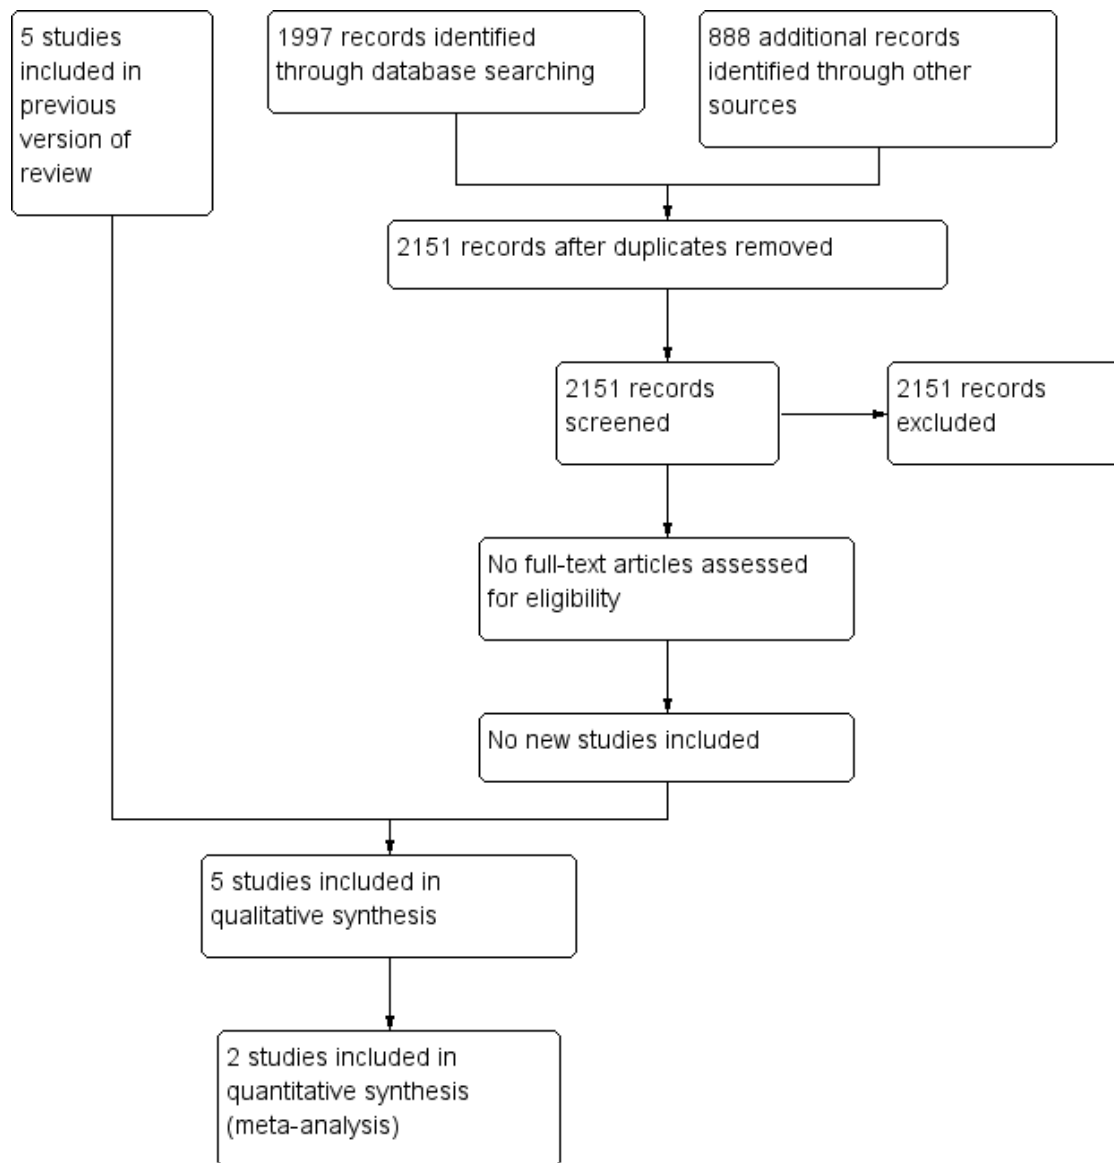 5 studies
included in
previous
version of
review
1997 records identified
through database searching
888 additional records
identified through other
sources
2151 records after duplicates removed
2151 records
screened
2151 records
excluded
No full-text articles assessed
for eligibility
No new studies included
5 studies included in
qualitative synthesis
2 studies included in
quantitative synthesis
(meta-analysis)